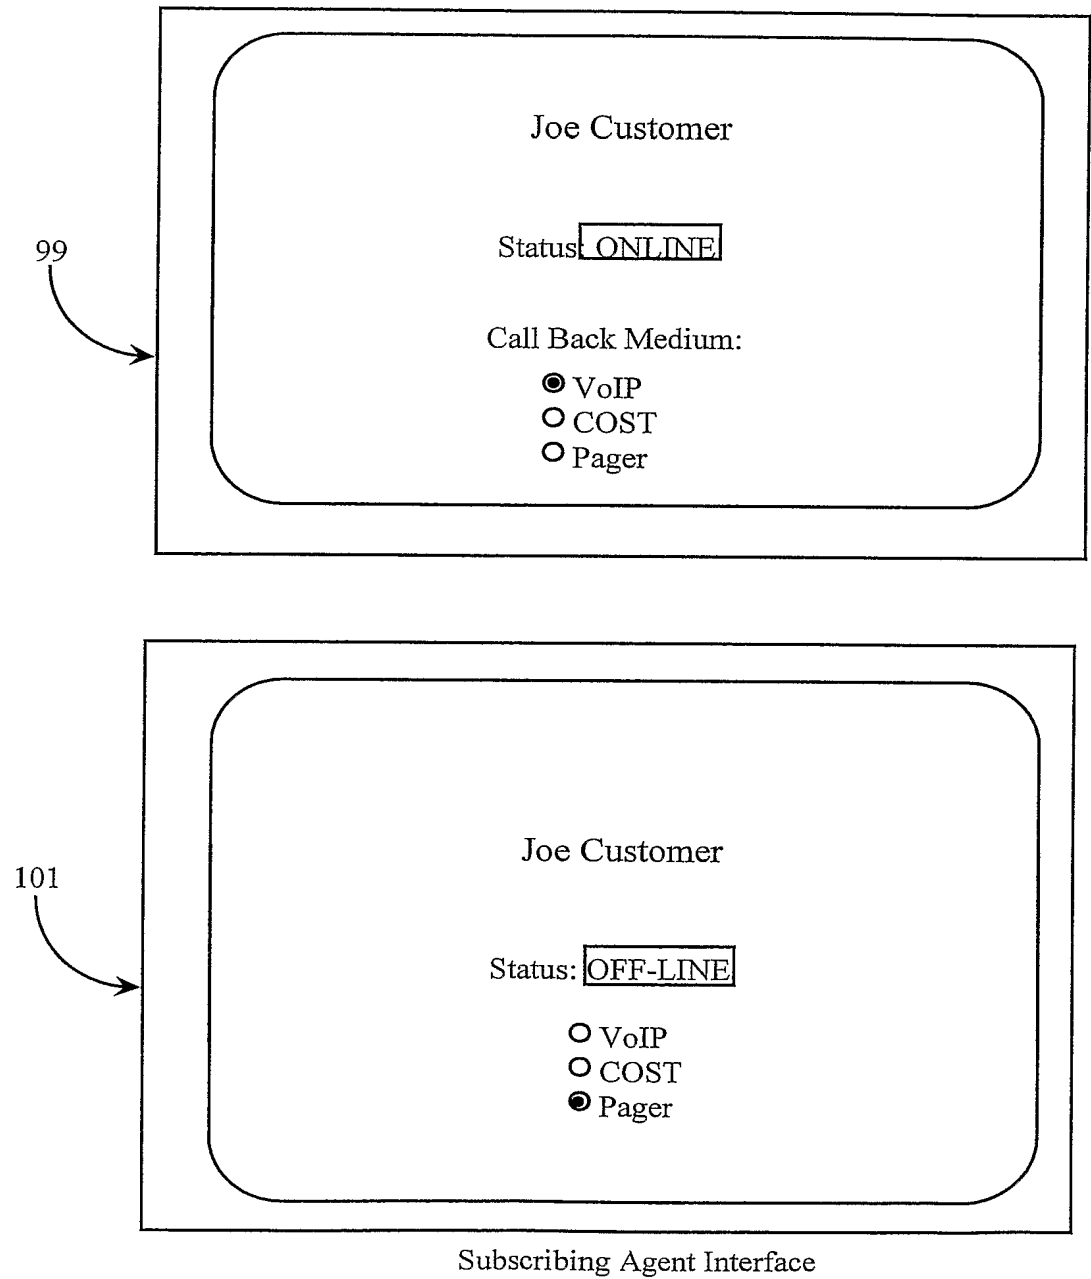 Joe Customer
Status: ONLINE
99
Call Back Medium:
VoIP
COST
Pager
Joe Customer
101
Status: OFF-LINE
VoIP
COST
Pager
Subscribing Agent Interface